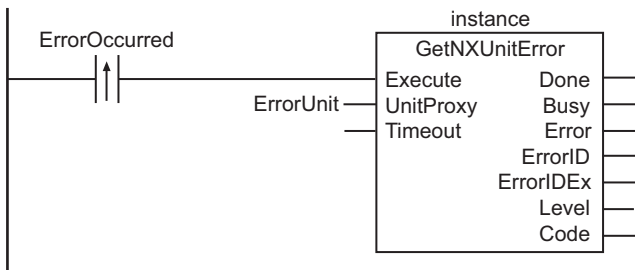 instance
ErrorOccurred
GetNXUnitError
Execute Done
ErrorUnit UnitProxy Busy
Timeout Error
ErrorID
ErrorIDEx
Level
Code